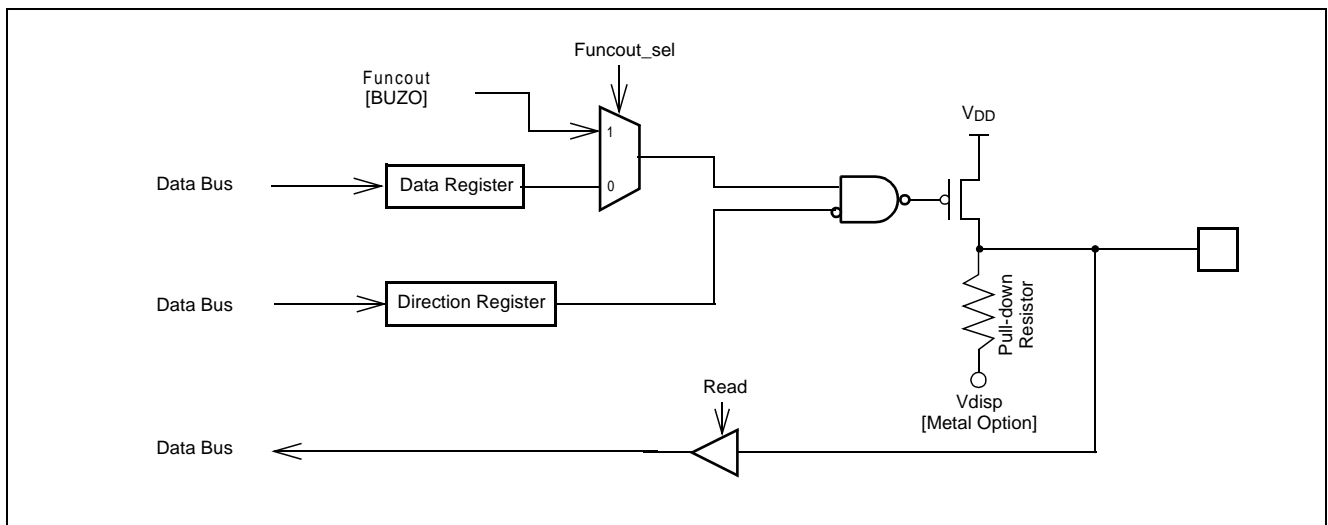 Funcout_sel
Funcout
[BUZO]
VDD
1
Data Bus
Data Register
0
Data Bus
Direction Register
Pull-down
Resistor
Read
Vdisp
[Metal Option]
Data Bus